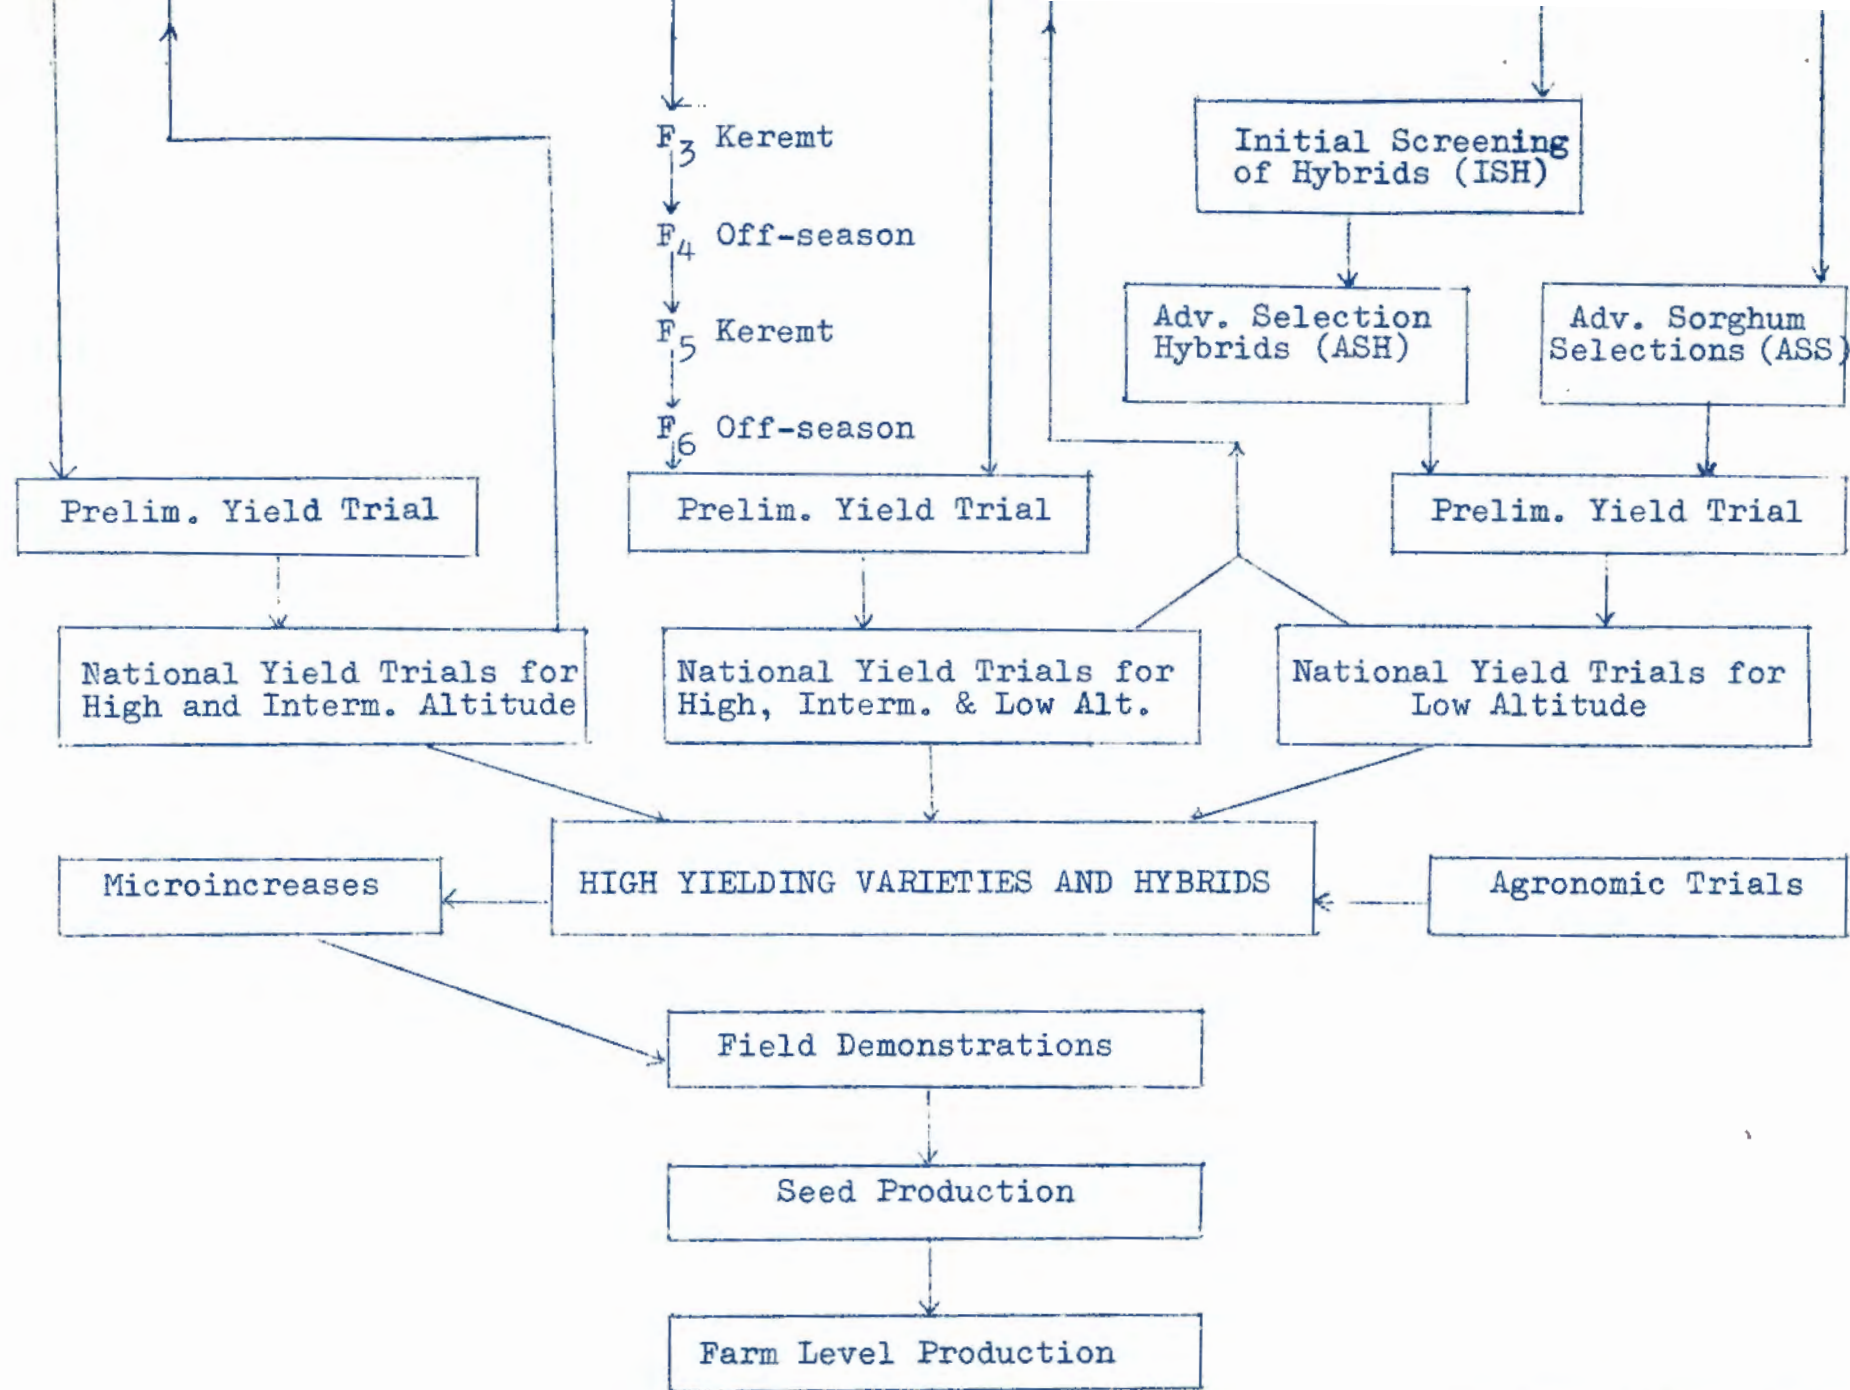 F3 Keremt
F4 Off-season
F5 Keremt
F6 Off-season
Initial Screening
of Hybrids (ISH)
Adv. Selection
Hybrids (ASH)
Adv. Sorghum
Selections (ASS)
Prelim. Yield Trial
Prelim. Yield Trial
Prelim. Yield Trial
National Yield Trials for
High and Interm. Altitude
National Yield Trials for
High, Interm. & Low Alt.
National Yield Trials for
Low Altitude
Microincreases
HIGH YIELDING VARIETIES AND HYBRIDS
Agronomic Trials
Field Demonstrations
Seed Production
Farm Level Production